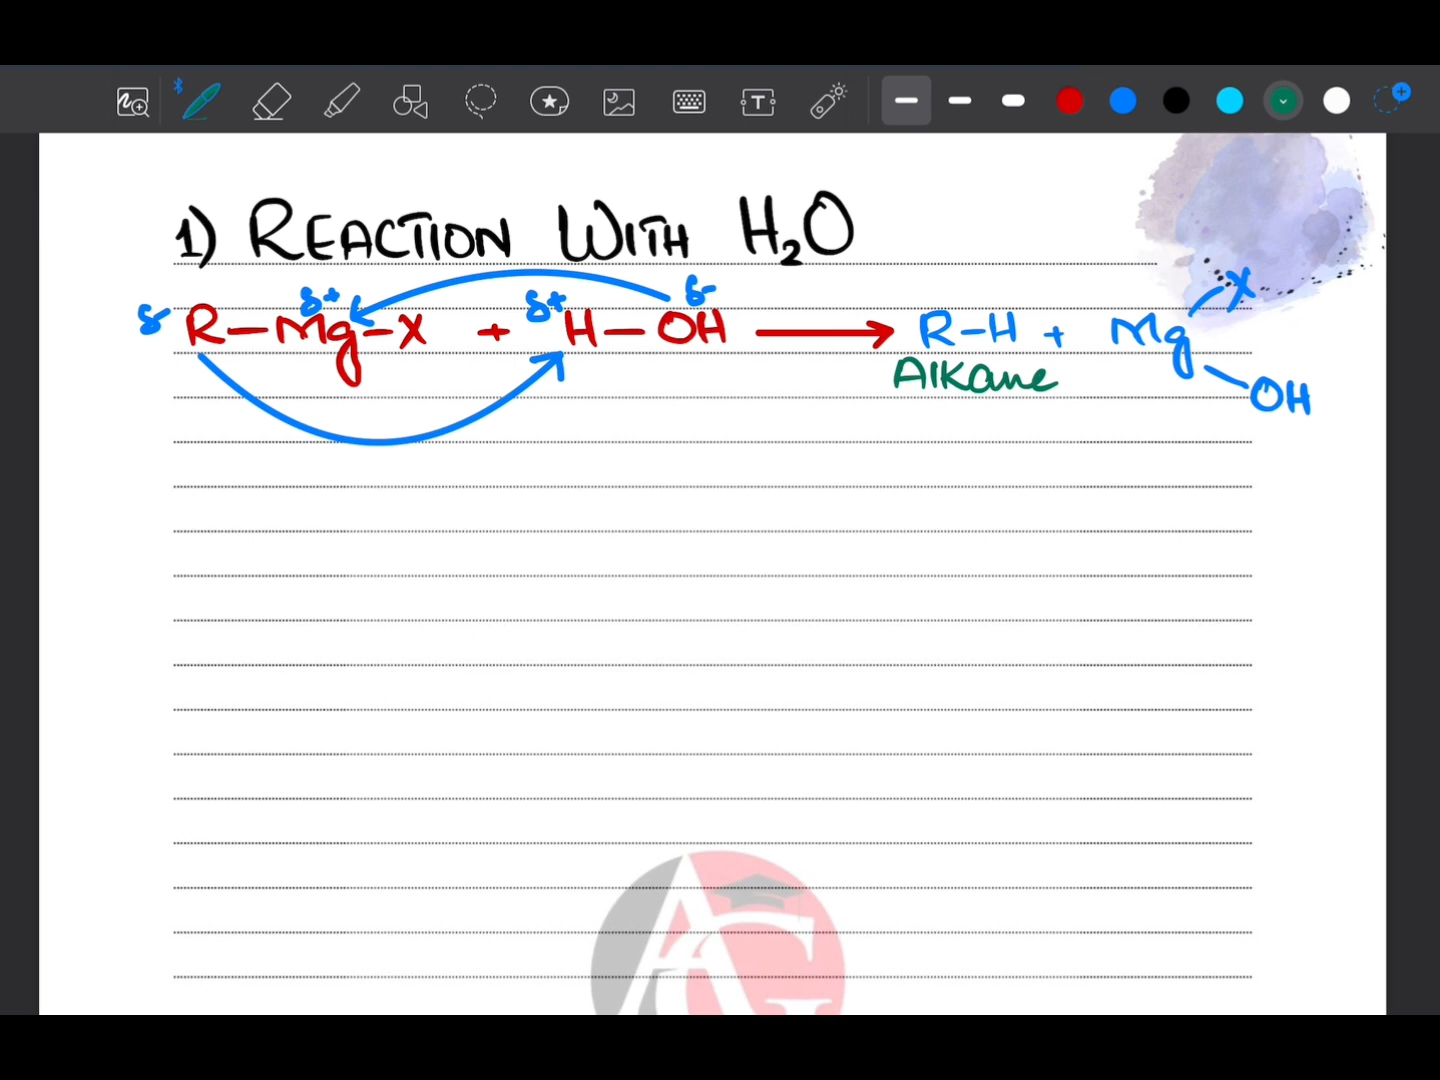 1) REACTION WITH H₂O
δ- δ+ δ+ δ- X
R—Mg—X + H—OH ⟶ R-H + Mg
Alkane OH